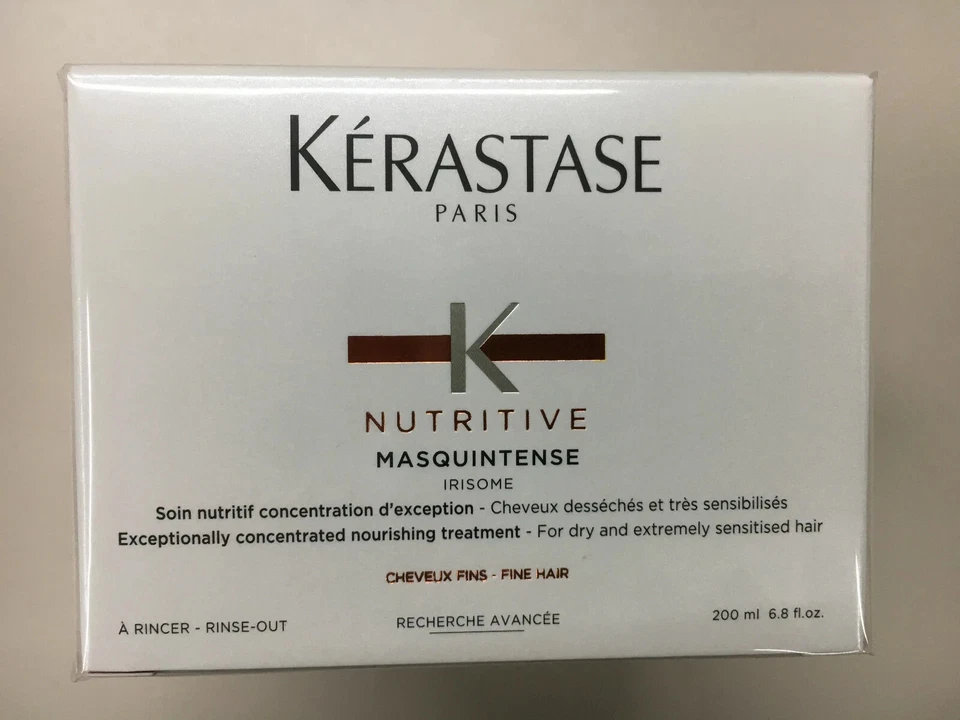 KÉRASTASE
PARIS
K
NUTRITIVE
MASQUINTENSE
IRISOME
Soin nutritif concentration d'exception - Cheveux desséchés et très sensibilisés
Exceptionally concentrated nourishing treatment - For dry and extremely sensitised hair
CHEVEUX FINS - FINE HAIR
À RINCER - RINSE-OUT RECHERCHE AVANCÉE 200 ml 6.8 fl.oz.